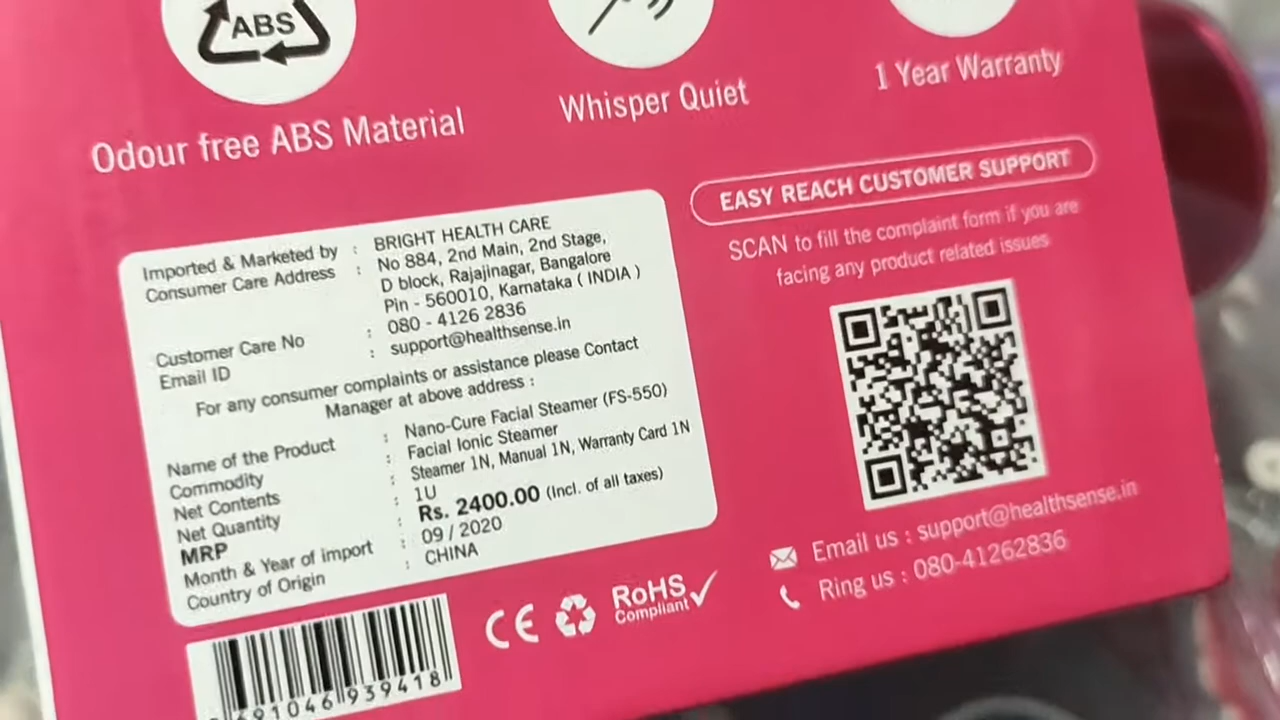 ABS
Odour free ABS Material
Whisper Quiet
1 Year Warranty
Imported & Marketed by : BRIGHT HEALTH CARE
Consumer Care Address : No 884, 2nd Main, 2nd Stage,
D block, Rajajinagar, Bangalore
Pin - 560010, Karnataka ( INDIA )
Customer Care No : 080 - 4126 2836
Email ID : support@healthsense.in
For any consumer complaints or assistance please Contact
Manager at above address :
Name of the Product : Nano-Cure Facial Steamer (FS-550)
Commodity : Facial Ionic Steamer
Net Contents : Steamer 1N, Manual 1N, Warranty Card 1N
Net Quantity : 1U
MRP : Rs. 2400.00 (Incl. of all taxes)
Month & Year of import : 09 / 2020
Country of Origin : CHINA
EASY REACH CUSTOMER SUPPORT
SCAN to fill the complaint form if you are
facing any product related issues
Email us : support@healthsense.in
Ring us : 080-41262836
CE
RoHS
Compliant
691046 939418